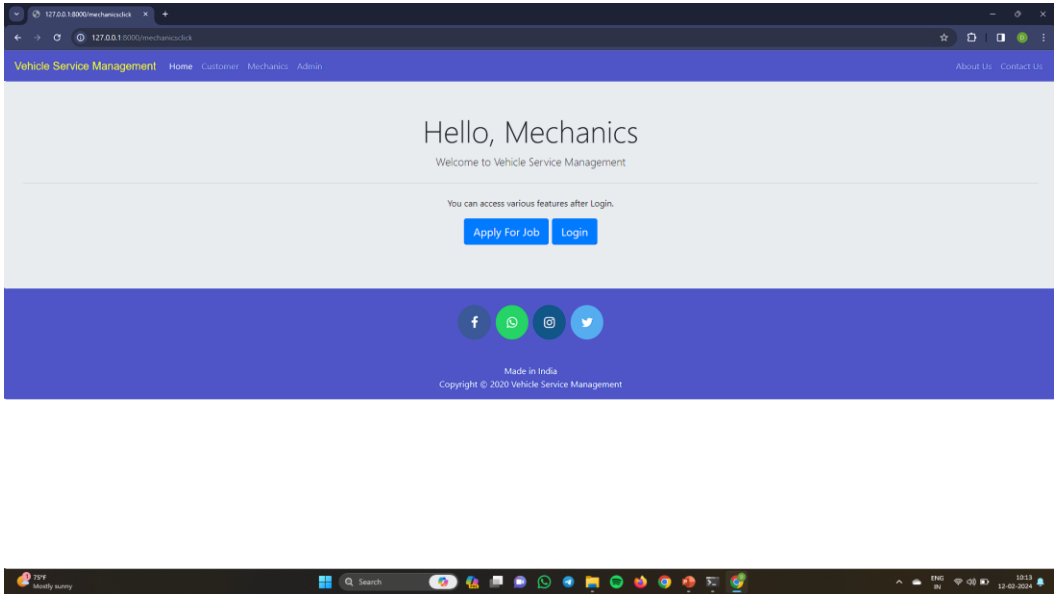 127.0.0.1:8000/mechanicsclick
127.0.0.1:8000/mechanicsclick
Vehicle Service Management Home Customer Mechanics Admin About Us Contact Us
Hello, Mechanics
Welcome to Vehicle Service Management
You can access various features after Login.
Apply For Job Login
Made in India
Copyright © 2020 Vehicle Service Management
75°F
Mostly sunny
Search
ENG
IN
10:13
12-02-2024